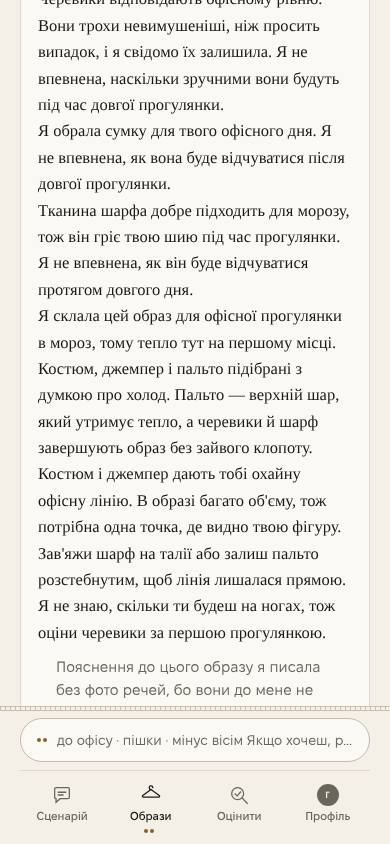 Черевики відповідають офісному рівню.
Вони трохи невимушеніші, ніж просить
випадок, і я свідомо їх залишила. Я не
впевнена, наскільки зручними вони будуть
під час довгої прогулянки.
Я обрала сумку для твого офісного дня. Я
не впевнена, як вона буде відчуватися після
довгої прогулянки.
Тканина шарфа добре підходить для морозу,
тож він гріє твою шию під час прогулянки.
Я не впевнена, як він буде відчуватися
протягом довгого дня.
Я склала цей образ для офісної прогулянки
в мороз, тому тепло тут на першому місці.
Костюм, джемпер і пальто підібрані з
думкою про холод. Пальто — верхній шар,
який утримує тепло, а черевики й шарф
завершують образ без зайвого клопоту.
Костюм і джемпер дають тобі охайну
офісну лінію. В образі багато об'єму, тож
потрібна одна точка, де видно твою фігуру.
Зав'яжи шарф на талії або залиш пальто
розстебнутим, щоб лінія лишалася прямою.
Я не знаю, скільки ти будеш на ногах, тож
оціни черевики за першою прогулянкою.
Пояснення до цього образу я писала
без фото речей, бо вони до мене не
до офісу · пішки · мінус вісім Якщо хочеш, р...
Сценарій
Образи
Оцінити
г
Профіль